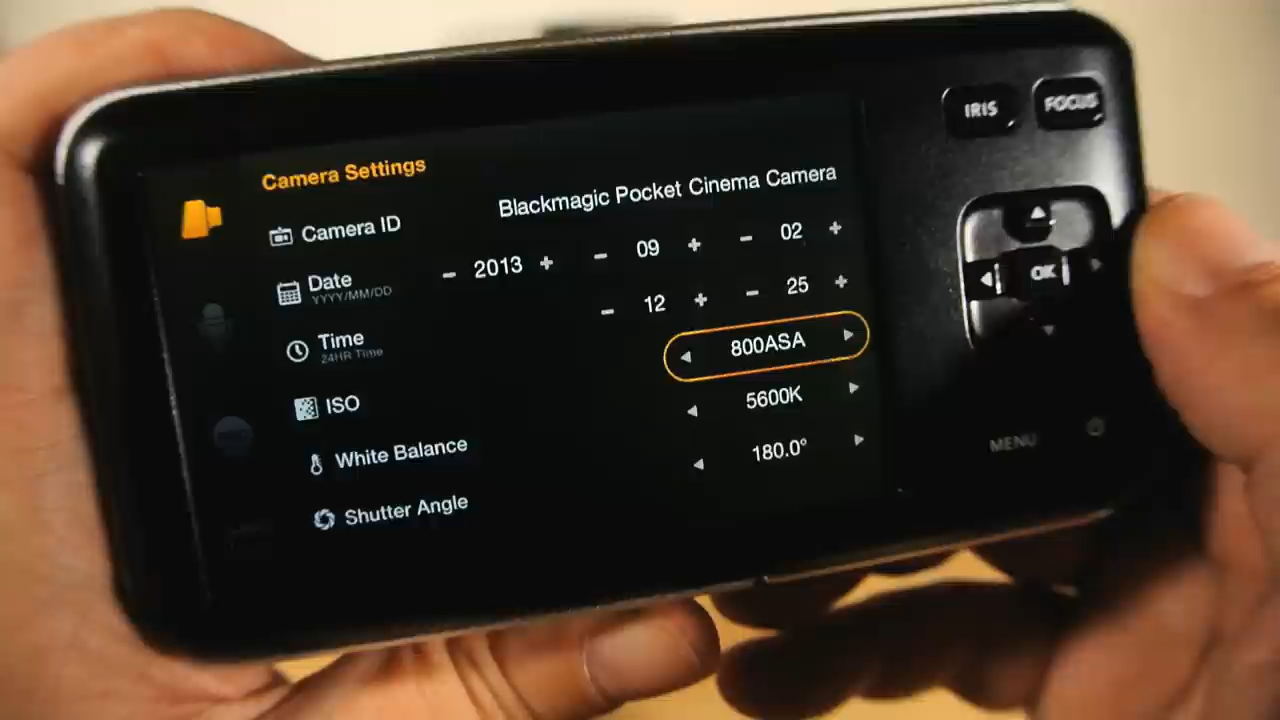 Camera Settings
Camera ID Blackmagic Pocket Cinema Camera
Date - 2013 + - 09 + - 02 +
YYYY/MM/DD
Time - 12 + - 25 +
24HR Time
ISO 800ASA
White Balance 5600K
Shutter Angle 180.0°
IRIS FOCUS
OK
MENU